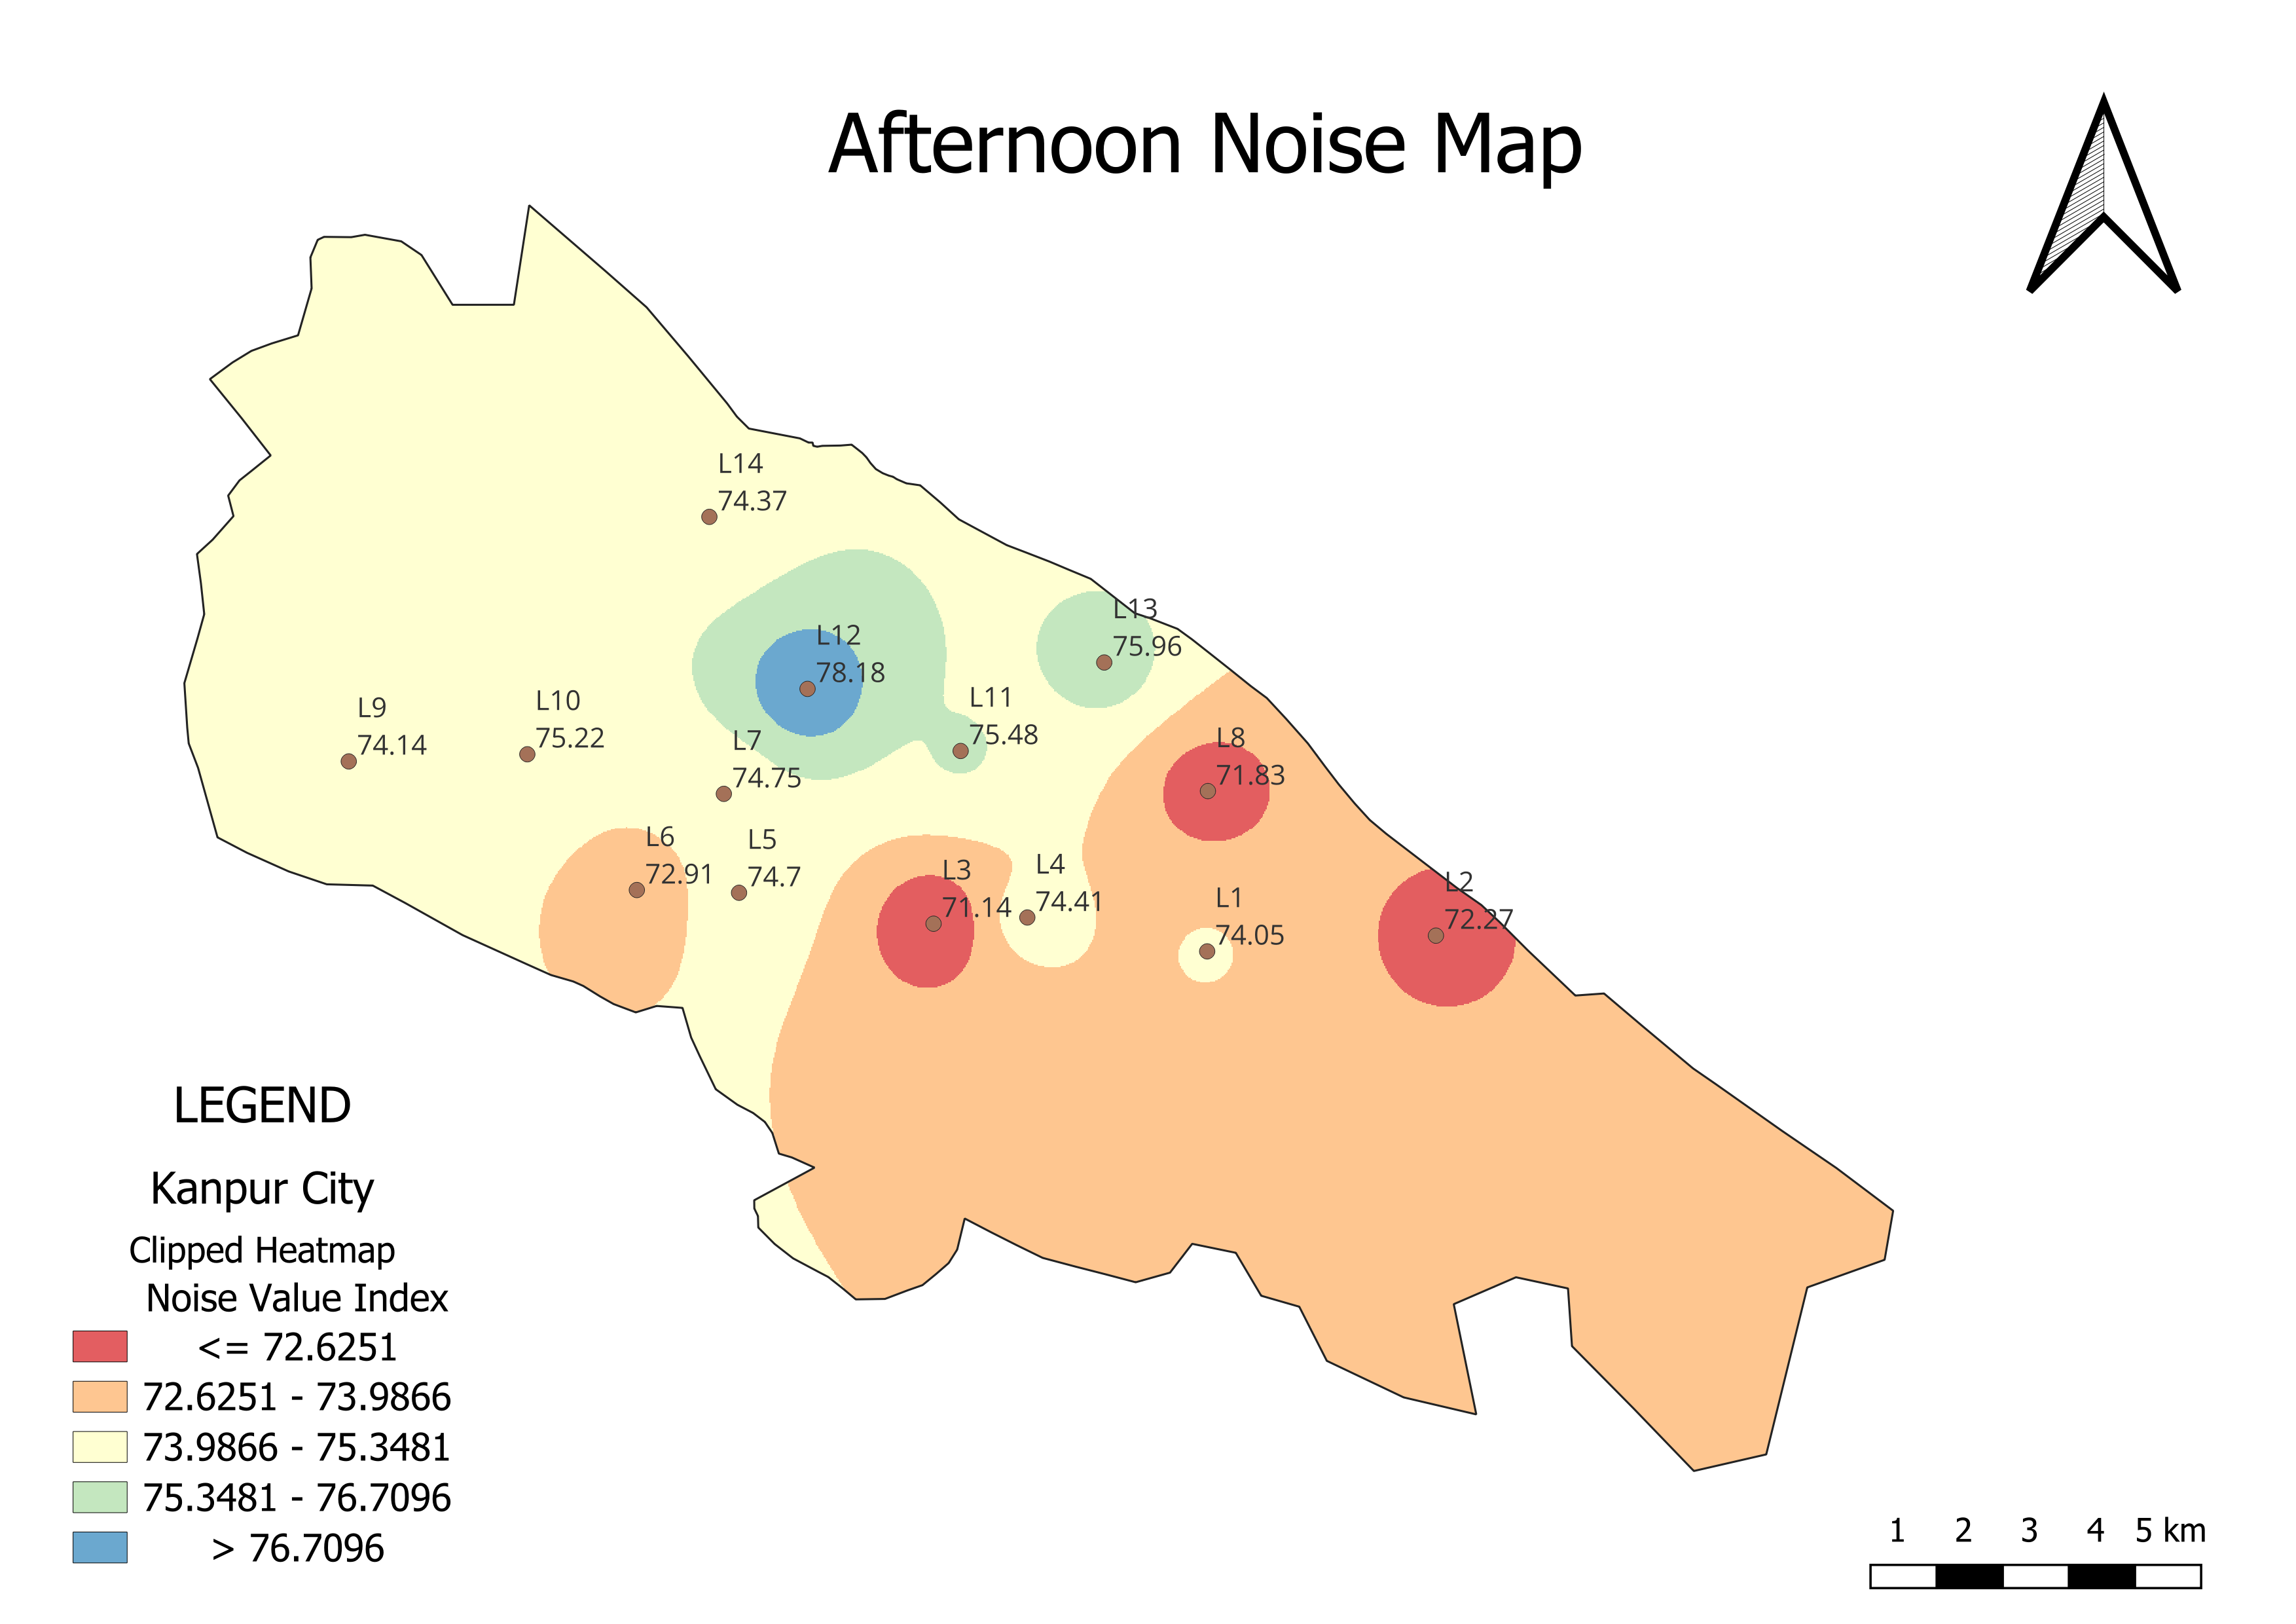 Afternoon Noise Map
L14
74.37
L13
75.96
L12
78.18
L11
75.48
L10
75.22
L9
74.14
L7
74.75
L8
71.83
L6
72.91
L5
74.7
L3
71.14
L4
74.41
L1
74.05
L2
72.27
LEGEND
Kanpur City
Clipped Heatmap
Noise Value Index
<= 72.6251
72.6251 - 73.9866
73.9866 - 75.3481
75.3481 - 76.7096
> 76.7096
1 2 3 4 5 km